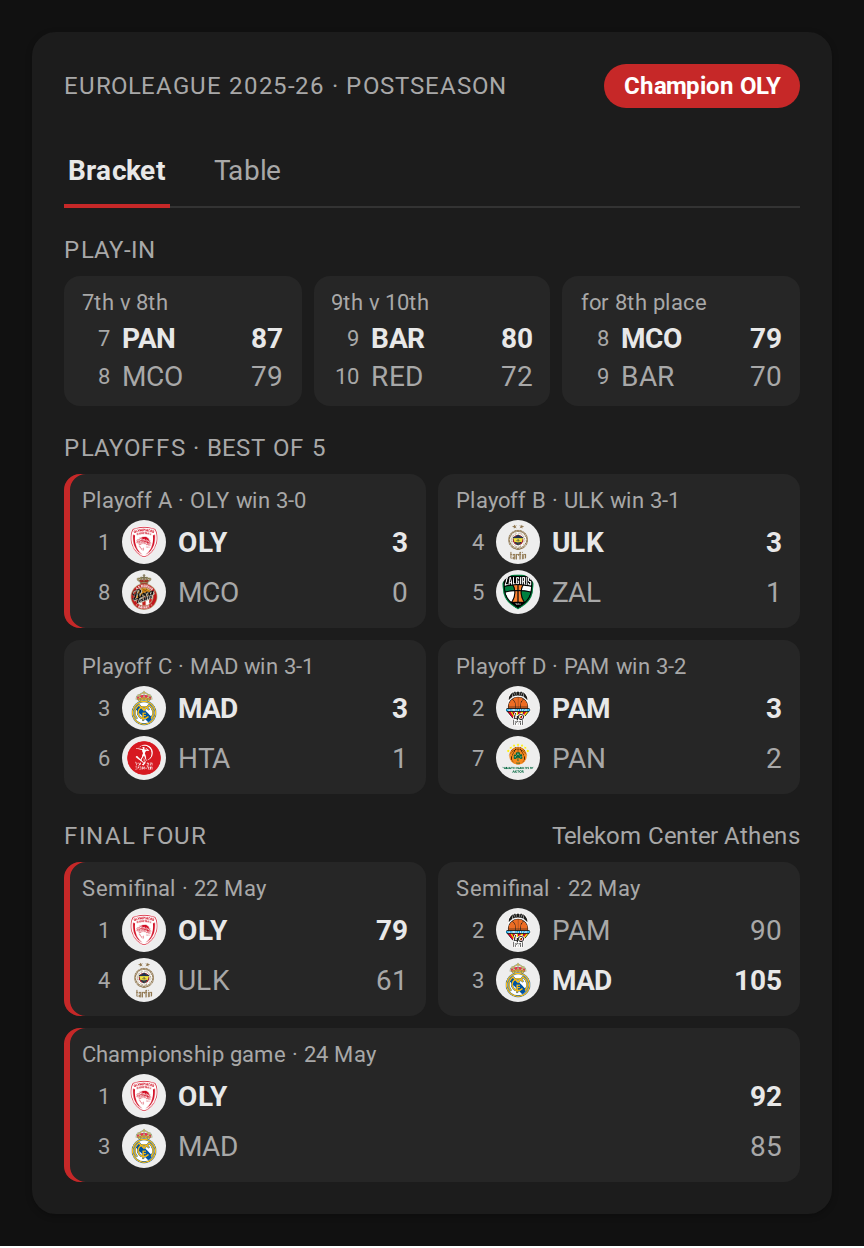 EUROLEAGUE 2025-26 · POSTSEASON
Champion OLY
Bracket Table
PLAY-IN
7th v 8th
7 PAN 87
8 MCO 79
9th v 10th
9 BAR 80
10 RED 72
for 8th place
8 MCO 79
9 BAR 70
PLAYOFFS · BEST OF 5
Playoff A · OLY win 3-0
1 OLY 3
8 MCO 0
Playoff B · ULK win 3-1
4 tarfin ULK 3
5 ZALGIRIS ZAL 1
Playoff C · MAD win 3-1
3 MAD 3
6 HTA 1
Playoff D · PAM win 3-2
2 PAM 3
7 PAN 2
FINAL FOUR
Telekom Center Athens
Semifinal · 22 May
1 OLY 79
4 tarfin ULK 61
Semifinal · 22 May
2 PAM 90
3 MAD 105
Championship game · 24 May
1 OLY 92
3 MAD 85